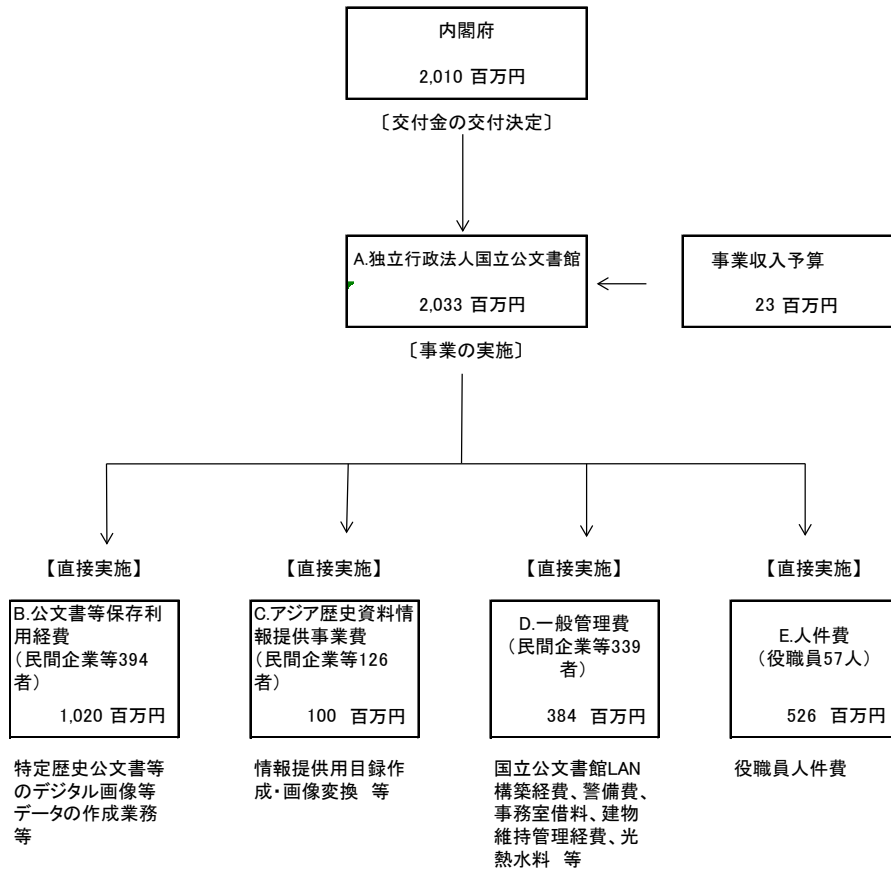 内閣府
2,010 百万円
〔交付金の交付決定〕
A.独立行政法人国立公文書館
2,033 百万円
事業収入予算
23 百万円
〔事業の実施〕
【直接実施】
B.公文書等保存利
用経費
(民間企業等394
者)
1,020 百万円
特定歴史公文書等
のデジタル画像等
データの作成業務
等
【直接実施】
C.アジア歴史資料情
報提供事業費
(民間企業等126
者)
100 百万円
情報提供用目録作
成・画像変換 等
【直接実施】
D.一般管理費
(民間企業等339
者)
384 百万円
国立公文書館LAN
構築経費、警備費、
事務室借料、建物
維持管理経費、光
熱水料 等
【直接実施】
E.人件費
(役職員57人)
526 百万円
役職員人件費